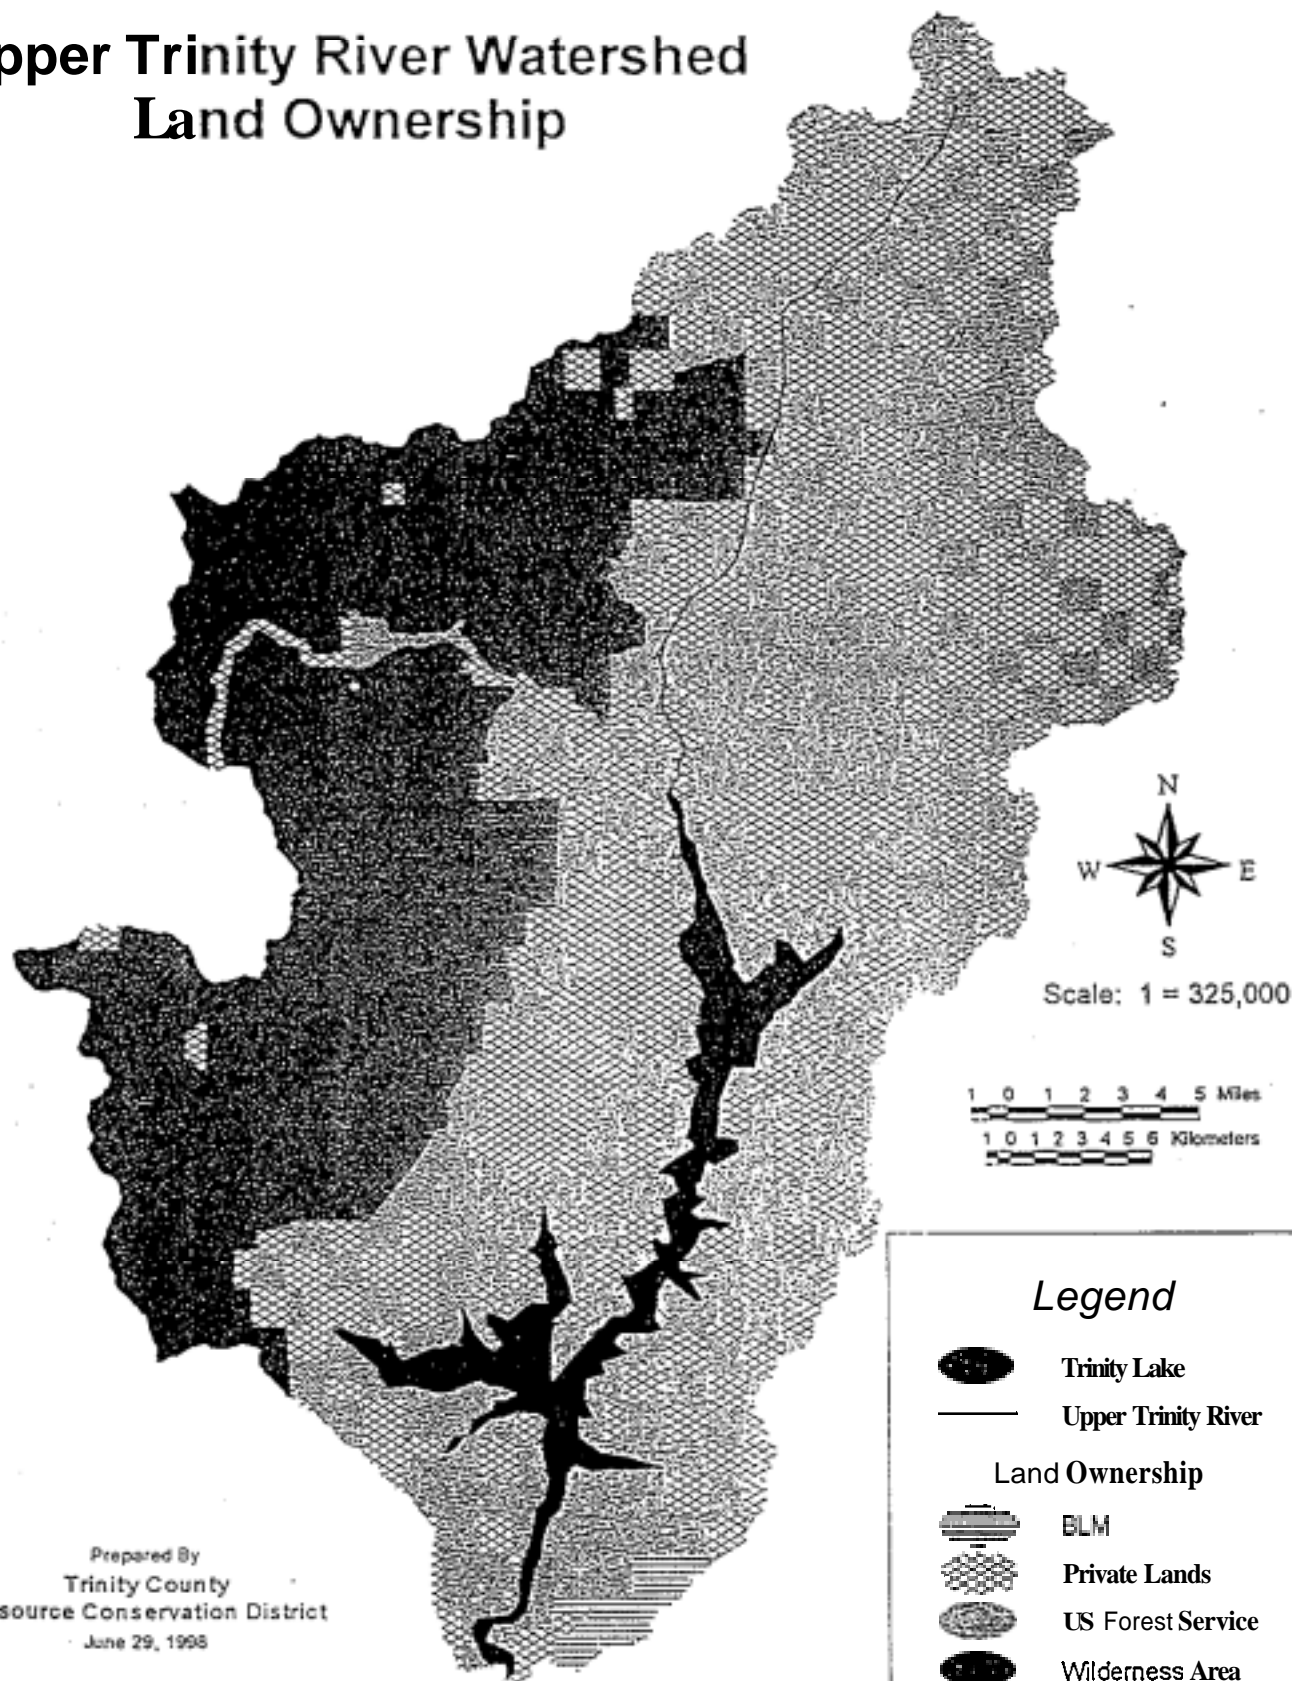 pper Trinity River Watershed
Land Ownership
N
W E
S
Scale: 1 = 325,000
1 0 1 2 3 4 5 Miles
1 0 1 2 3 4 5 6 Kilometers
Legend
Trinity Lake
Upper Trinity River
Land Ownership
BLM
Private Lands
US Forest Service
Wilderness Area
Prepared By
Trinity County
source Conservation District
June 29, 1998